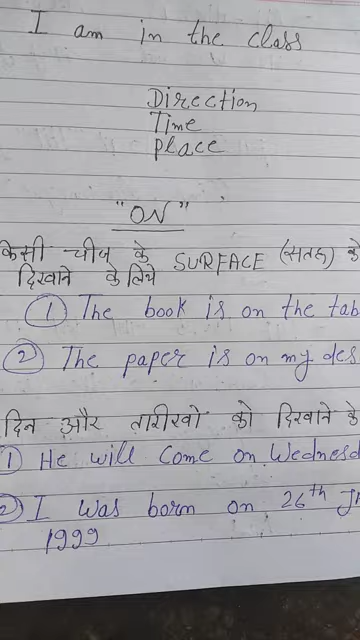 I am in the class
Direction
Time
Place
"ON"
किसी चीज के SURFACE (सतह) को
दिखाने के लिये
① The book is on the tab
② The paper is on my des
दिन और तारीखो को दिखाने के
① He will come on Wednesd
② I was born on 26th
1999